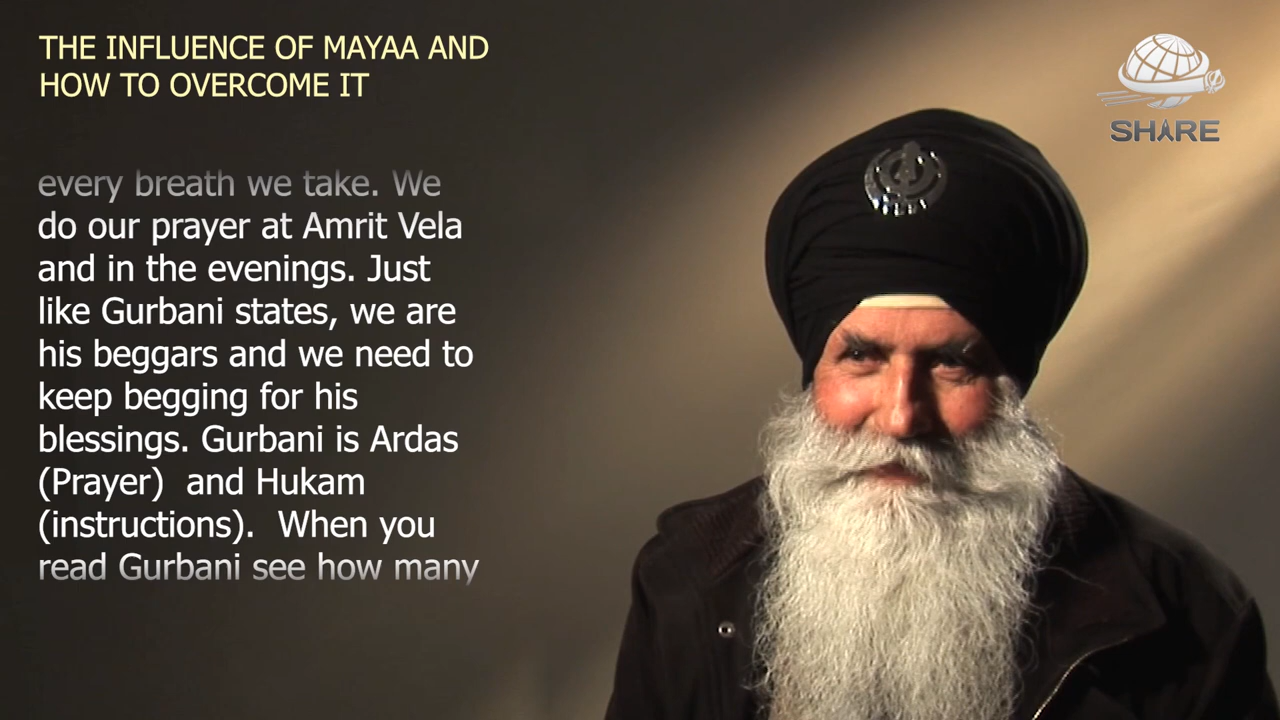 THE INFLUENCE OF MAYAA AND
HOW TO OVERCOME IT
SHARE
every breath we take. We
do our prayer at Amrit Vela
and in the evenings. Just
like Gurbani states, we are
his beggars and we need to
keep begging for his
blessings. Gurbani is Ardas
(Prayer)  and Hukam
(instructions).  When you
read Gurbani see how many